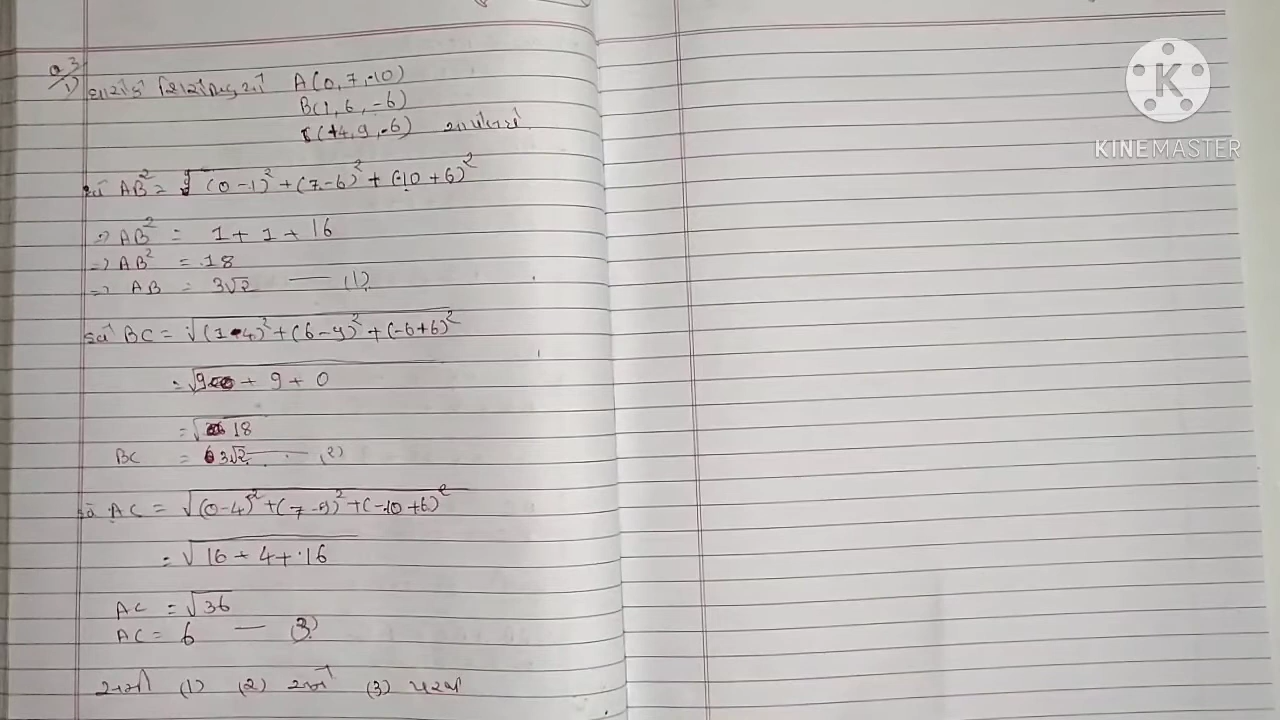 Q 3
1) A(0, 7, -10)
B(1, 6, -6)
C(4, 9, -6)
AB² = √(0-1)² + (7-6)² + (-10+6)²
⇒ AB² = 1 + 1 + 16
⇒ AB² = 18
⇒ AB = 3√2 — (1)
હવે BC = √(1-4)² + (6-9)² + (-6+6)²
= √9 + 9 + 0
= √18
BC = 3√2 — (2)
AC = √(0-4)² + (7-9)² + (-10+6)²
= √16 + 4 + 16
AC = √36
AC = 6 — (3)
(1) (2) અને (3) પરથી
KINEMASTER